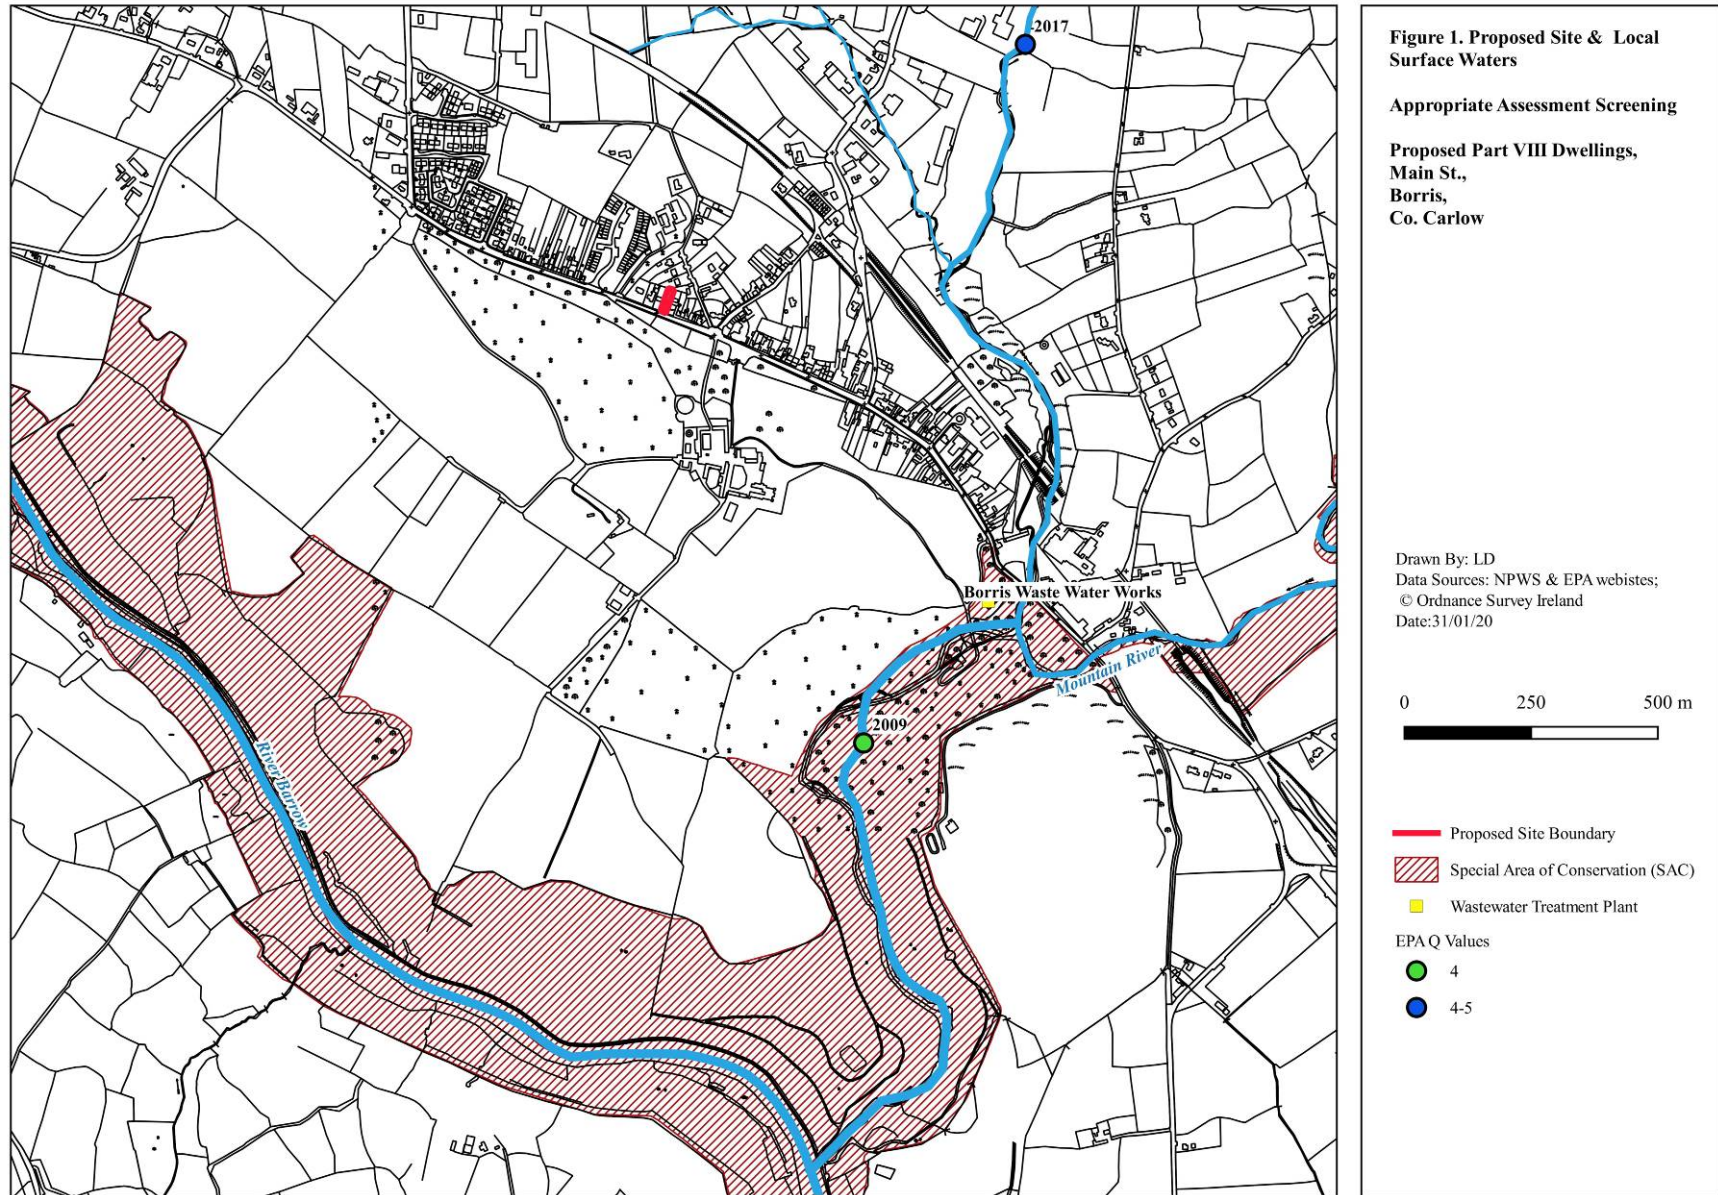 2017
Borris Waste Water Works
Mountain River
2009
River Barrow
Figure 1. Proposed Site & Local
Surface Waters
Appropriate Assessment Screening
Proposed Part VIII Dwellings,
Main St.,
Borris,
Co. Carlow
Drawn By: LD
Data Sources: NPWS & EPA webistes;
© Ordnance Survey Ireland
Date:31/01/20
0 250 500 m
Proposed Site Boundary
Special Area of Conservation (SAC)
Wastewater Treatment Plant
EPA Q Values
4
4-5